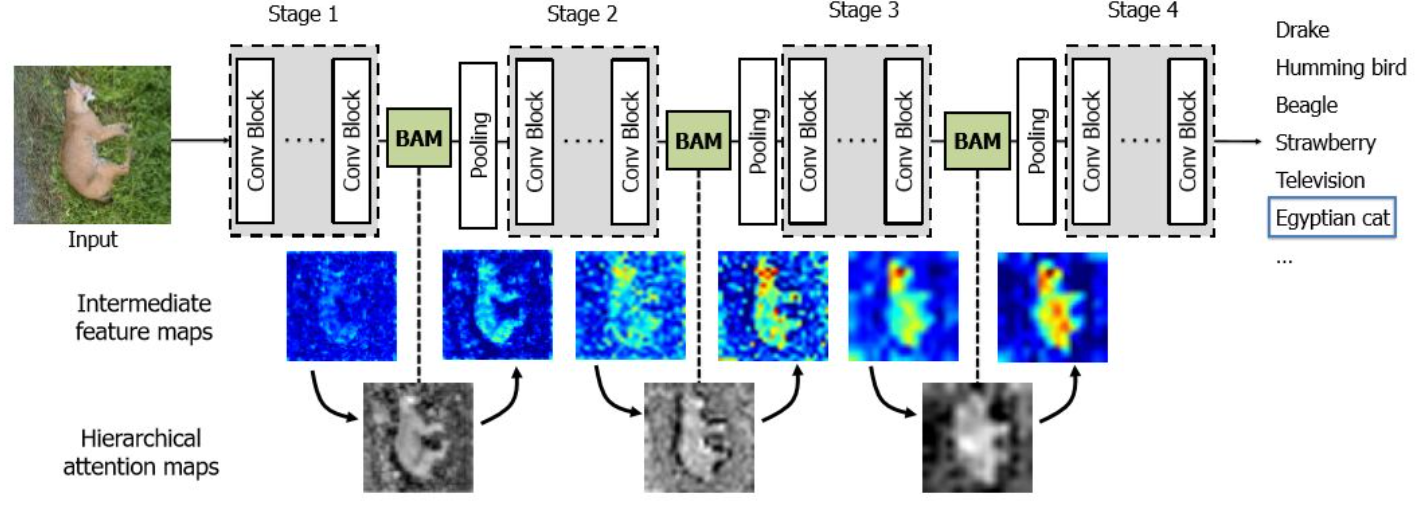 Stage 1
Stage 2
Stage 3
Stage 4
Input
Conv Block
....
Conv Block
BAM
Pooling
Conv Block
....
Conv Block
BAM
Pooling
Conv Block
....
Conv Block
BAM
Pooling
Conv Block
....
Conv Block
Drake
Humming bird
Beagle
Strawberry
Television
Egyptian cat
...
Intermediate
feature maps
Hierarchical
attention maps